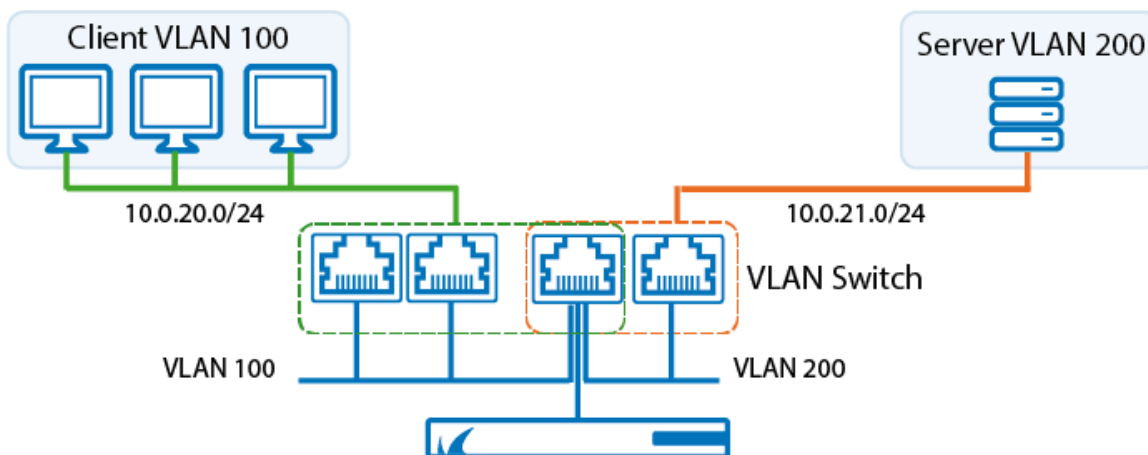 Client VLAN 100
Server VLAN 200
10.0.20.0/24
10.0.21.0/24
VLAN Switch
VLAN 100
VLAN 200